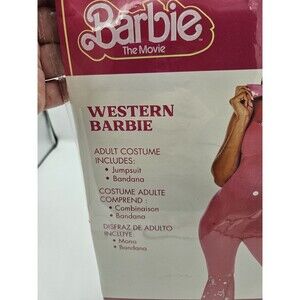 Barbie
The Movie
WESTERN
BARBIE
ADULT COSTUME
INCLUDES:
• Jumpsuit
• Bandana
COSTUME ADULTE
COMPREND :
• Combinaison
• Bandana
DISFRAZ DE ADULTO
INCLUYE:
• Mono
• Bandana